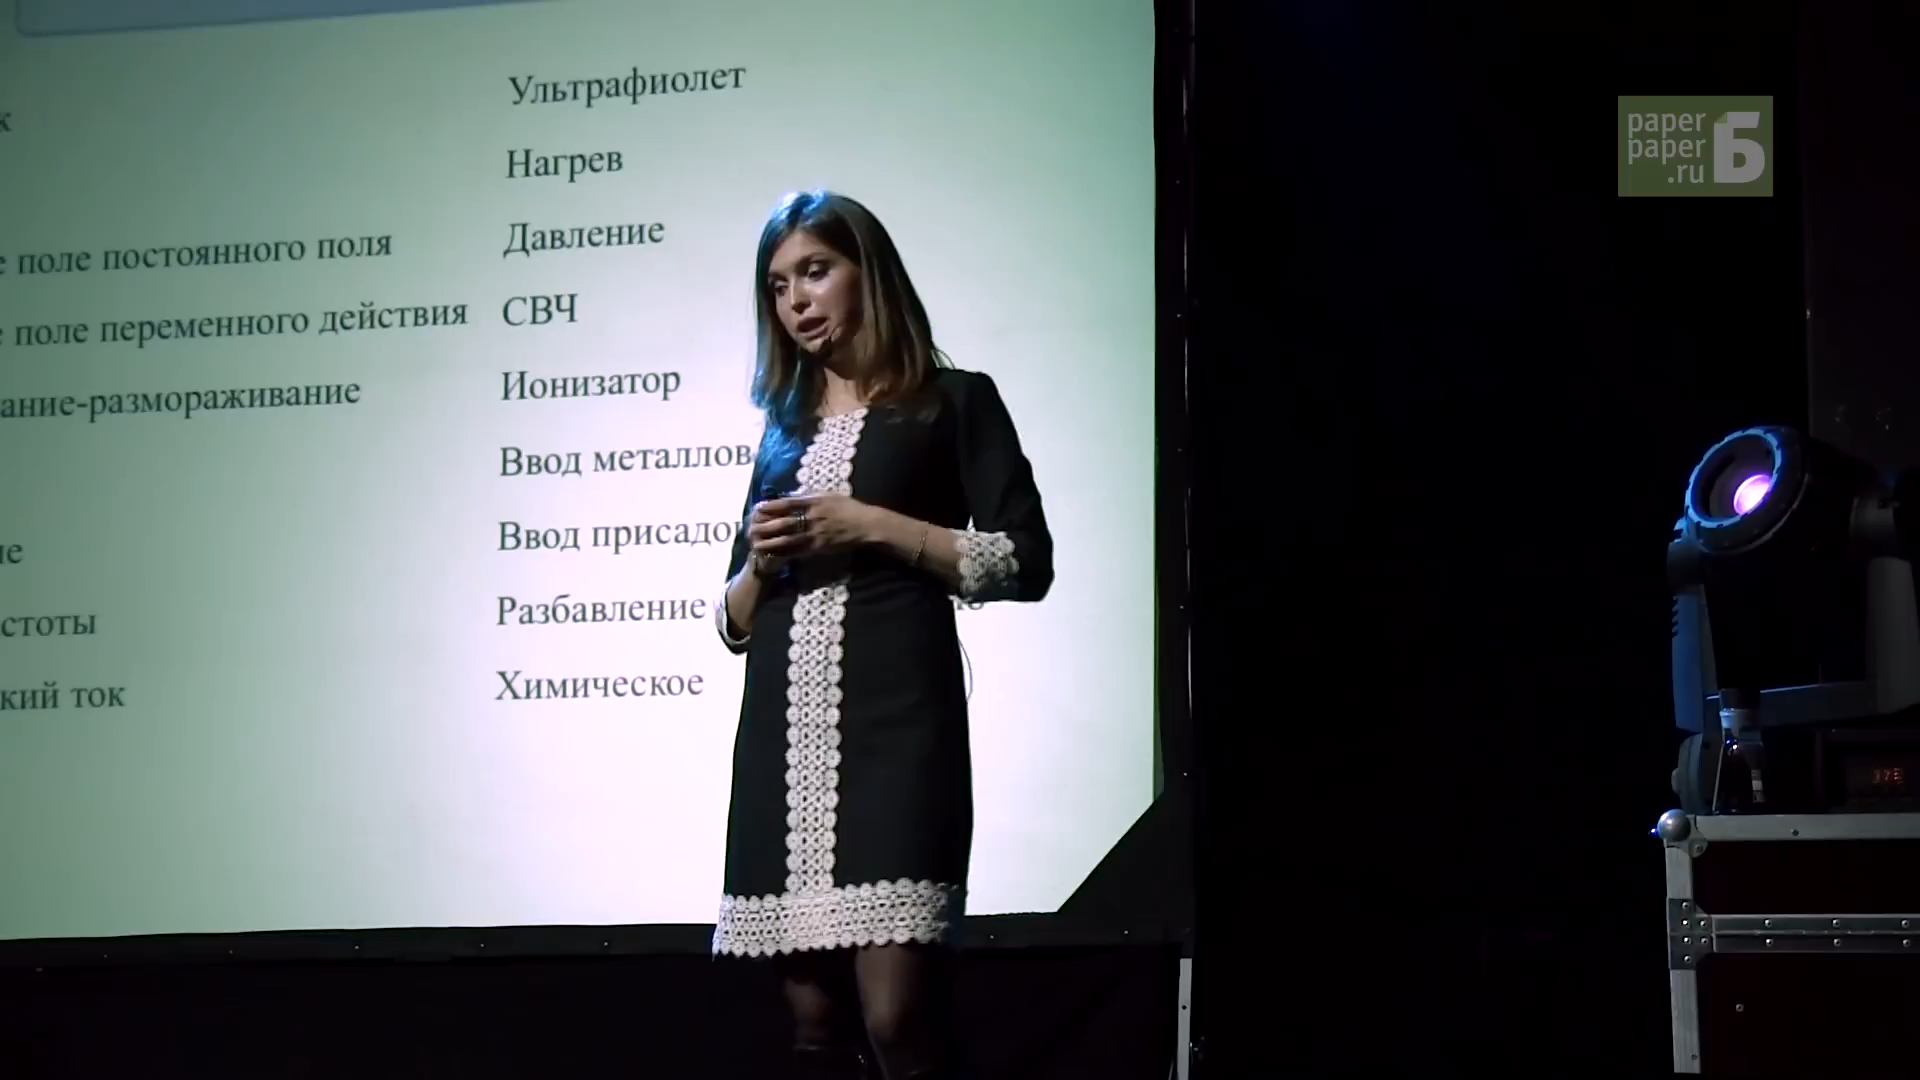 к
е поле постоянного поля
е поле переменного действия
ание-размораживание
ие
стоты
кий ток
Ультрафиолет
Нагрев
Давление
СВЧ
Ионизатор
Ввод металлов
Ввод присадо
Разбавление
Химическое
paper
paper
.ru
Б